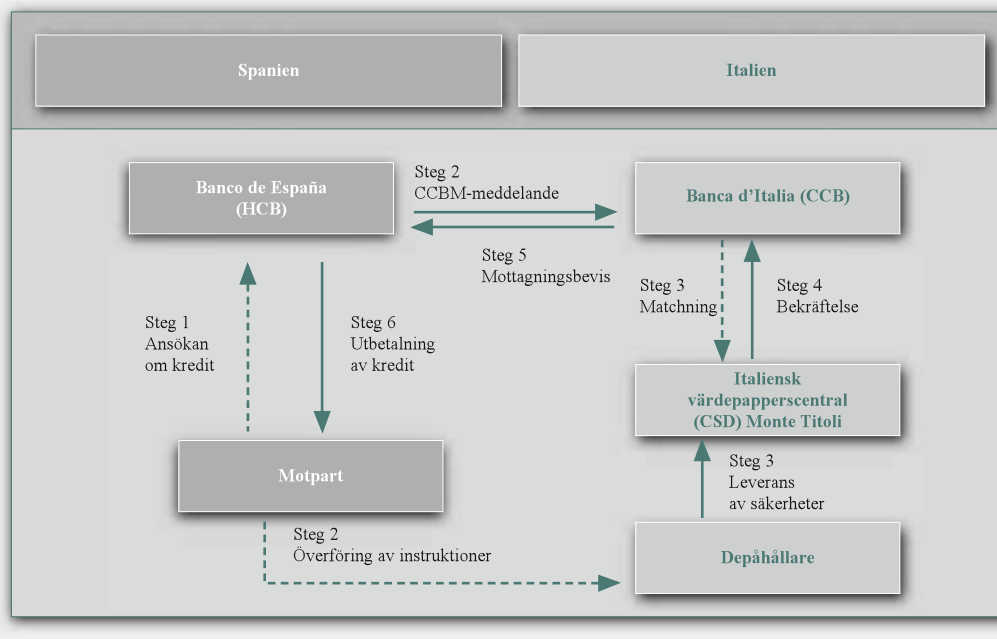 Spanien
Italien
Banco de España
(HCB)
Steg 2
CCBM-meddelande
Banca d’Italia (CCB)
Steg 5
Mottagningsbevis
Steg 3
Matchning
Steg 4
Bekräftelse
Steg 1
Ansökan
om kredit
Steg 6
Utbetalning
av kredit
Italiensk
värdepapperscentral
(CSD) Monte Titoli
Motpart
Steg 3
Leverans
av säkerheter
Steg 2
Överföring av instruktioner
Depåhållare